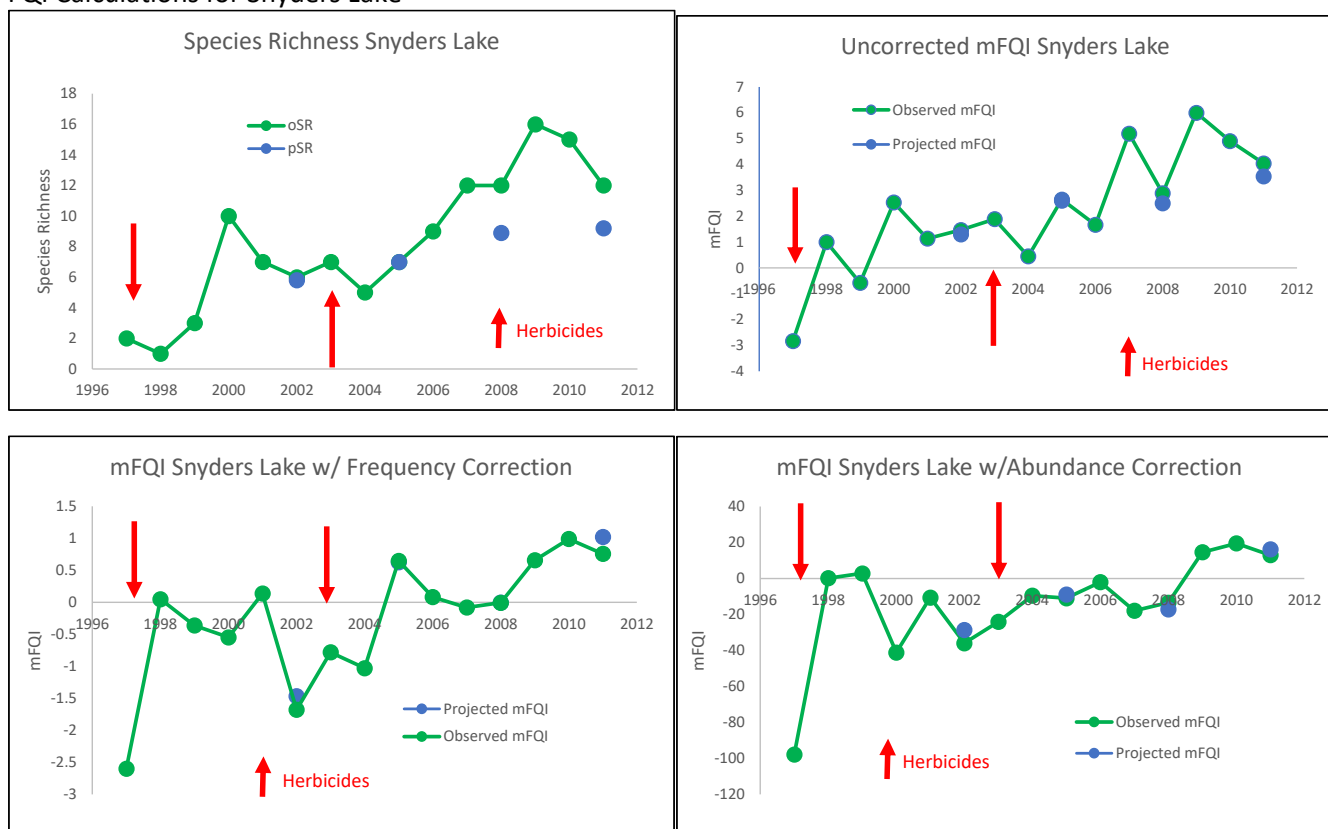 FQI Calculations for Snyders Lake
Species Richness Snyders Lake
18
16
14
12
10
8
6
4
2
0
Species Richness
oSR
pSR
Herbicides
1996 1998 2000 2002 2004 2006 2008 2010 2012
Uncorrected mFQI Snyders Lake
7
6
5
4
3
2
1
0
-1
-2
-3
-4
mFQI
Observed mFQI
Projected mFQI
1996 1998 2000 2002 2004 2006 2008 2010 2012
Herbicides
mFQI Snyders Lake w/ Frequency Correction
1.5
1
0.5
0
-0.5
-1
-1.5
-2
-2.5
-3
mFQI
1996 1998 2000 2002 2004 2006 2008 2010 2012
Projected mFQI
Observed mFQI
Herbicides
mFQI Snyders Lake w/Abundance Correction
40
20
0
-20
-40
-60
-80
-100
-120
mFQI
1996 1998 2000 2002 2004 2006 2008 2010 2012
Observed mFQI
Projected mFQI
Herbicides